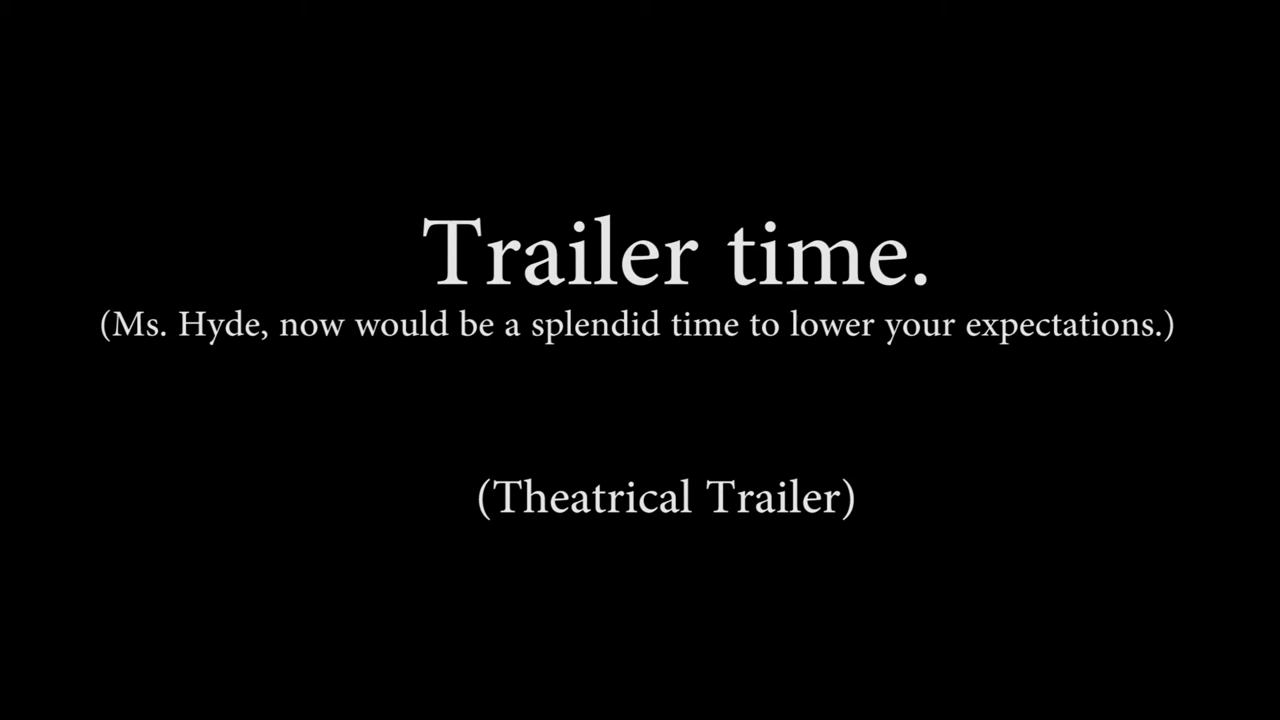 Trailer time.
(Ms. Hyde, now would be a splendid time to lower your expectations.)
(Theatrical Trailer)